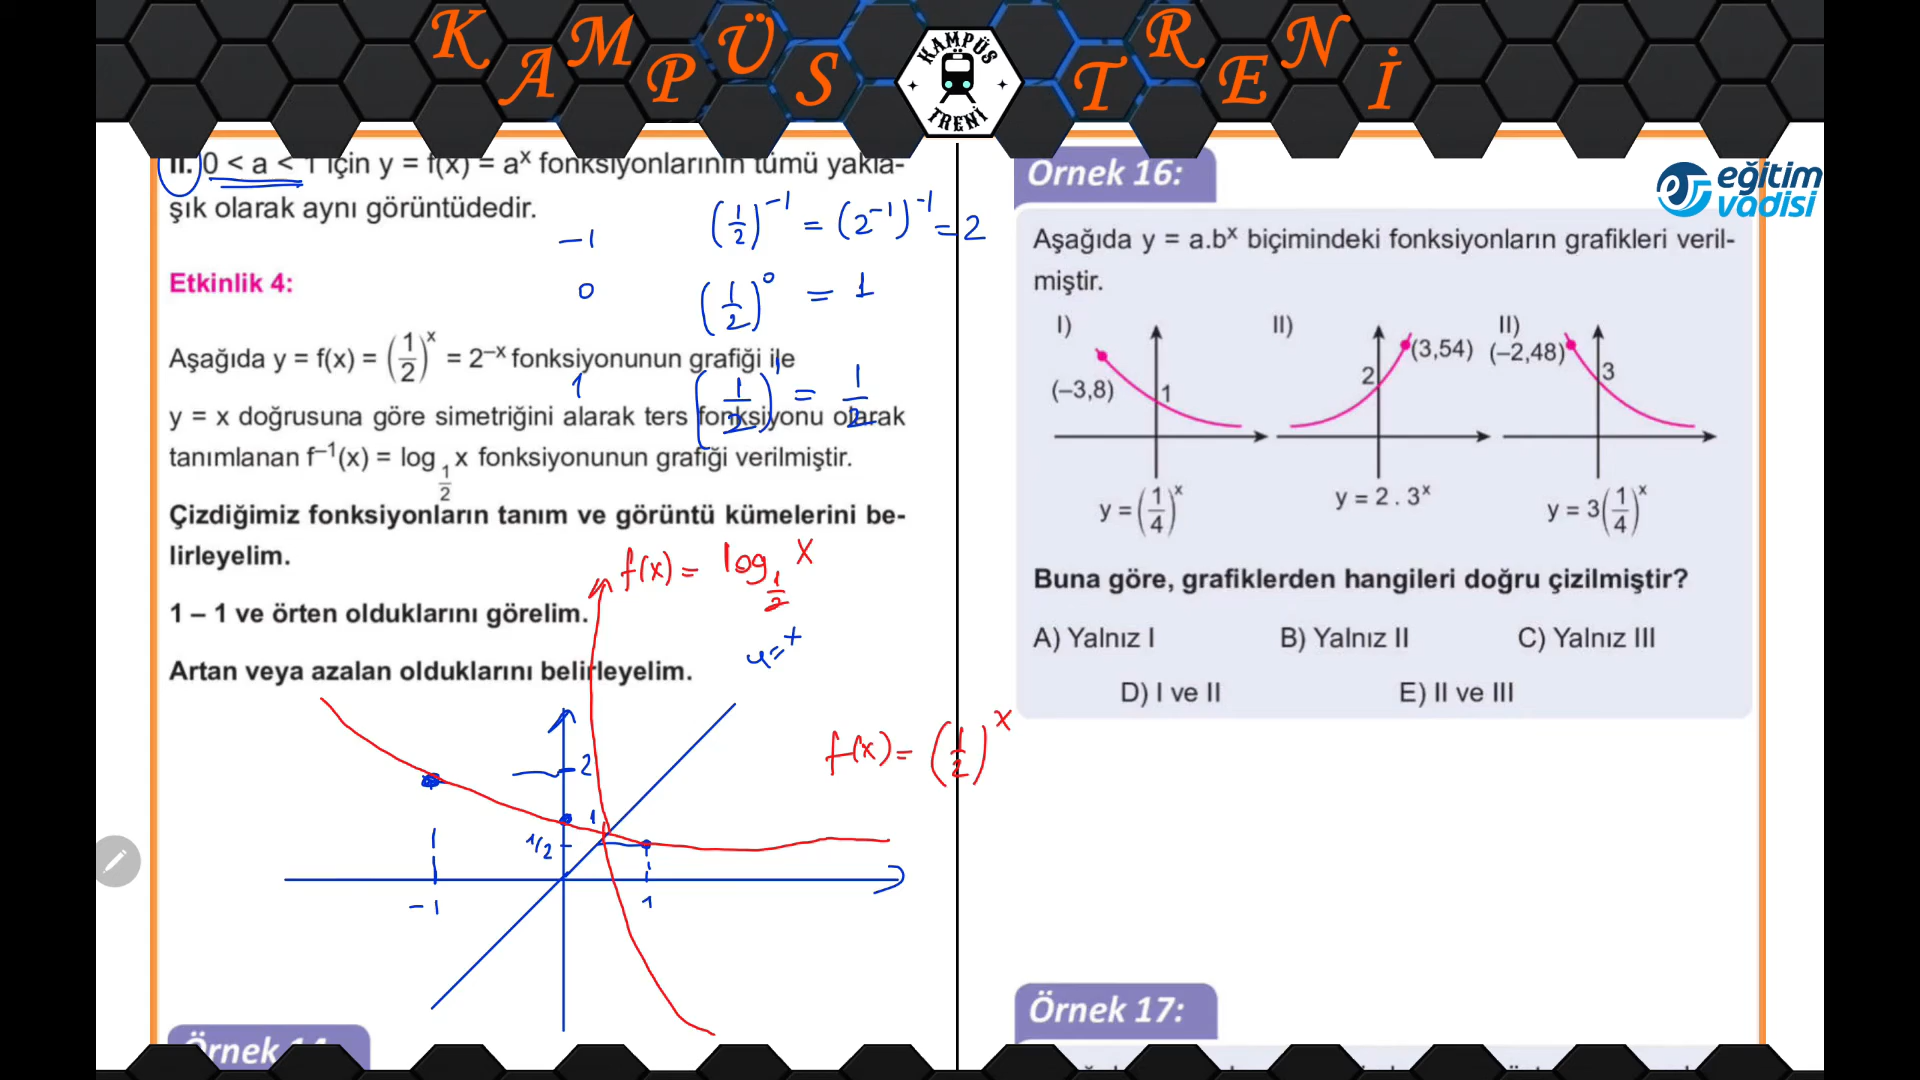 KAMPÜS TRENİ
KAMPÜS
TRENİ
II. 0 < a < 1 için y = f(x) = aˣ fonksiyonlarının tümü yakla-
şık olarak aynı görüntüdedir.
-1 (1/2)⁻¹ = (2⁻¹)⁻¹ = 2
Etkinlik 4:
0 (1/2)⁰ = 1
Aşağıda y = f(x) = (1/2)ˣ = 2⁻ˣ fonksiyonunun grafiği ile
1 (1/2)¹ = 1/2
y = x doğrusuna göre simetriğini alarak ters fonksiyonu olarak
tanımlanan f⁻¹(x) = log_{1/2} x fonksiyonunun grafiği verilmiştir.
Çizdiğimiz fonksiyonların tanım ve görüntü kümelerini be-
lirleyelim.
f(x) = log_{1/2} x
1 – 1 ve örten olduklarını görelim.
Artan veya azalan olduklarını belirleyelim.
f(x) = (1/2)ˣ
2
1
1/2
-1
1
Örnek 14
Örnek 16:
eğitim
vadisi
Aşağıda y = a.bˣ biçimindeki fonksiyonların grafikleri veril-
miştir.
I) II) II)
(–3,8) 1 2 (3,54) (–2,48) 3
y = (1/4)ˣ y = 2 . 3ˣ y = 3(1/4)ˣ
Buna göre, grafiklerden hangileri doğru çizilmiştir?
A) Yalnız I B) Yalnız II C) Yalnız III
D) I ve II E) II ve III
Örnek 17: